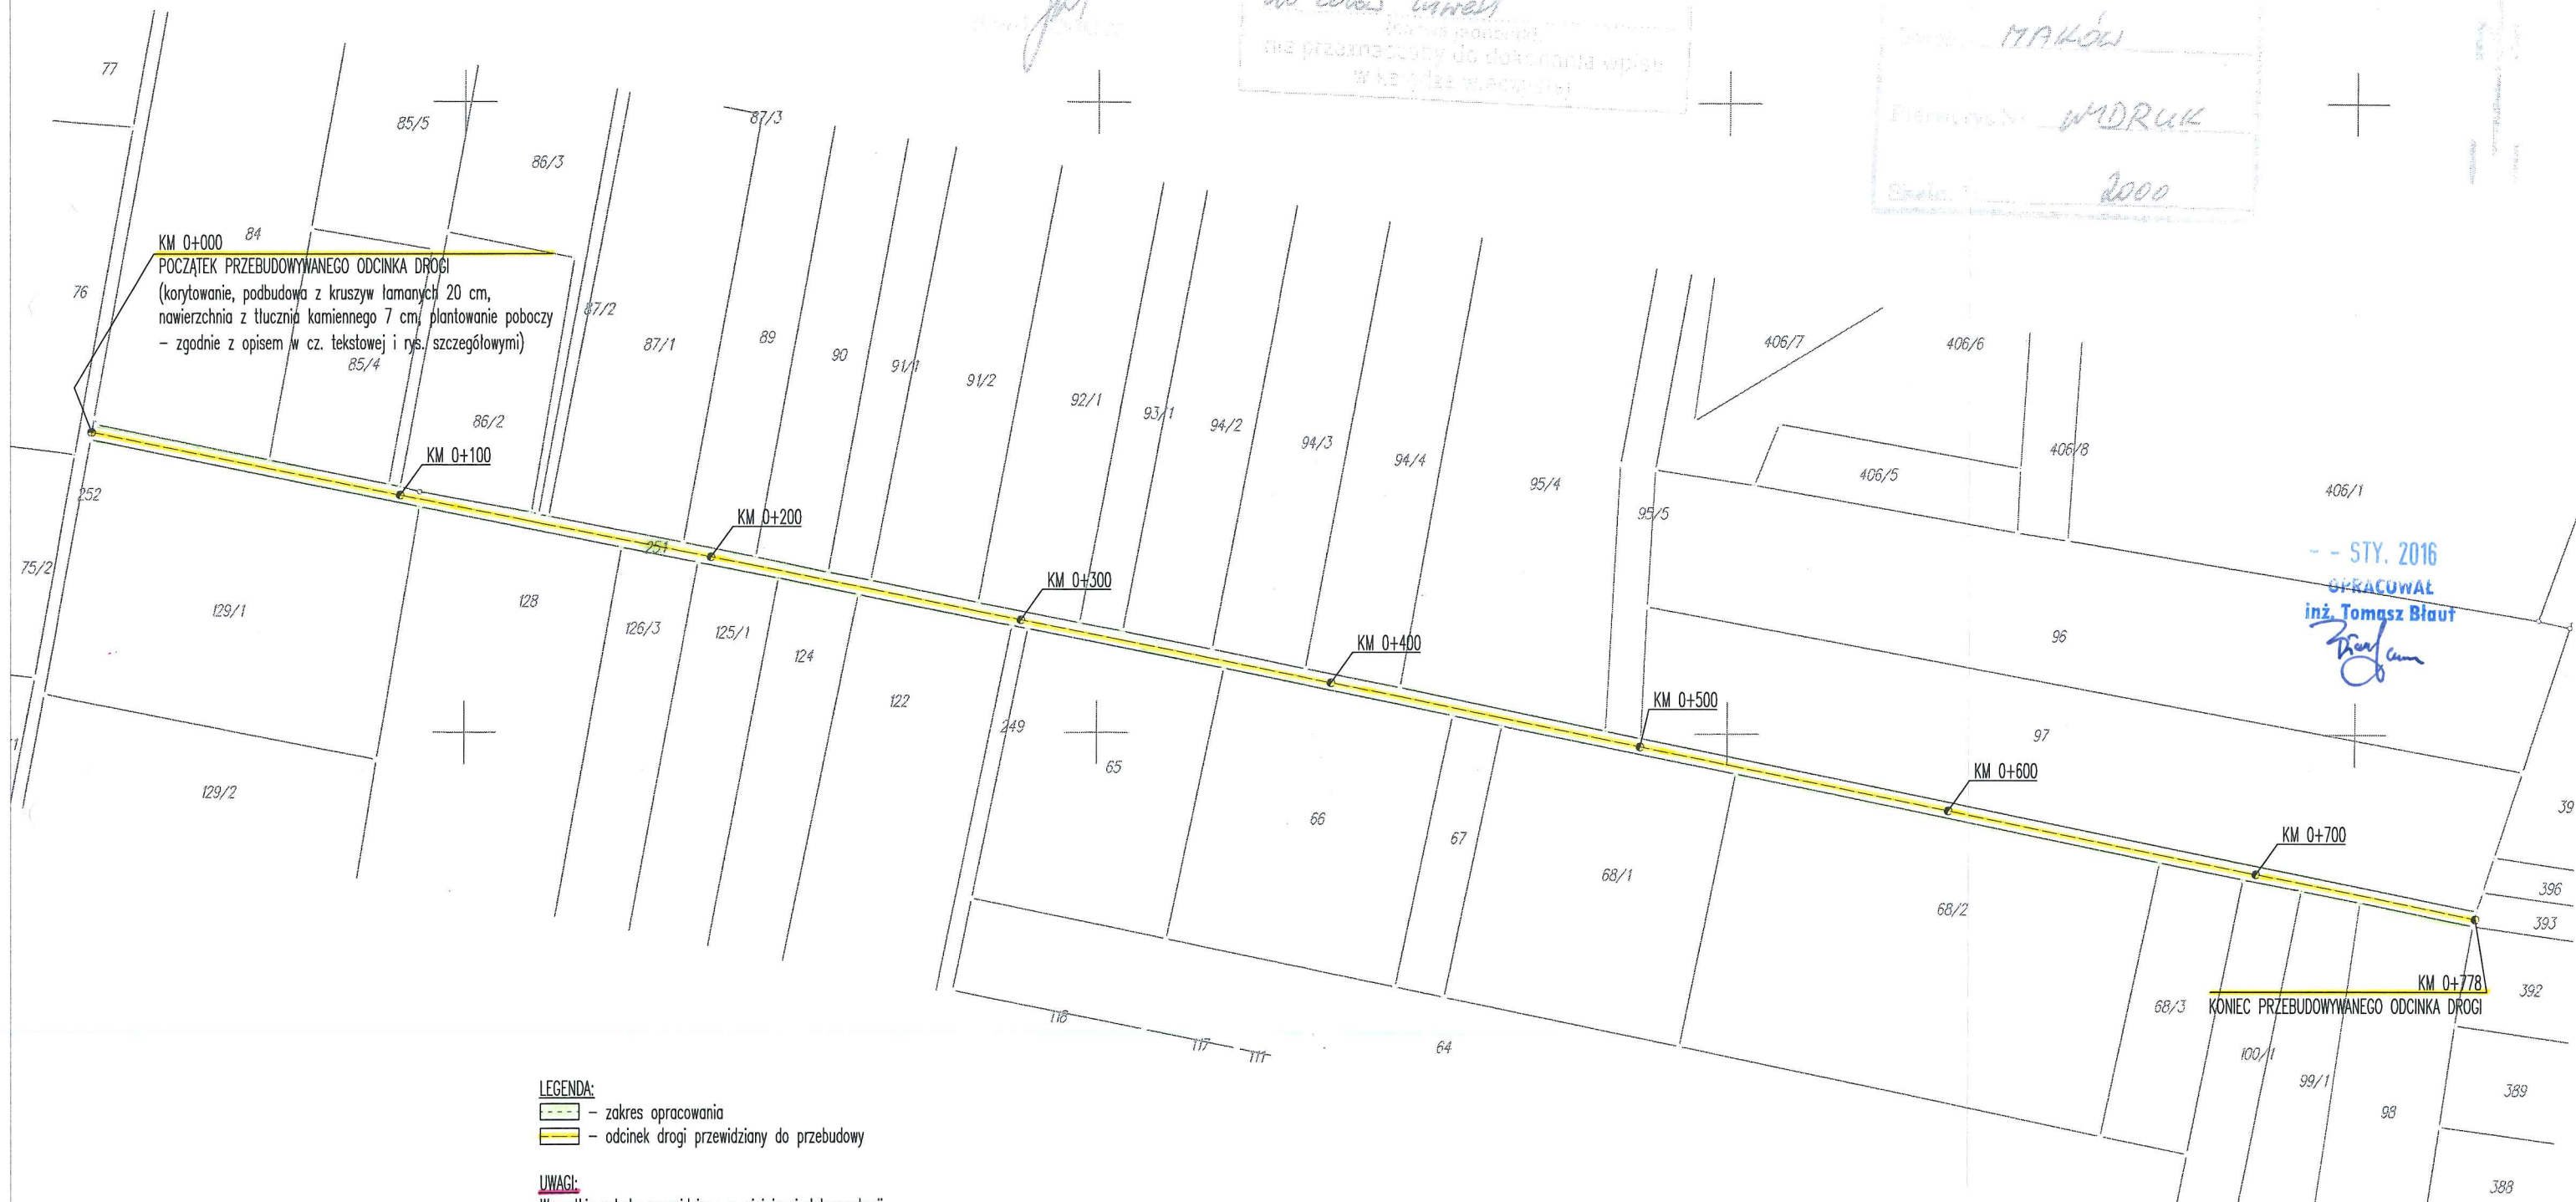 MAKÓW
nie przeznaczony do dokonania wpisu
WYDRUK
2000
77
85/5
86/3
87/3
84
KM 0+000
POCZĄTEK PRZEBUDOWYWANEGO ODCINKA DROGI
(korytowanie, podbudowa z kruszyw łamanych 20 cm,
nawierzchnia z tłucznia kamiennego 7 cm, plantowanie poboczy
– zgodnie z opisem w cz. tekstowej i rys. szczegółowymi)
76
85/4
86/2
87/2
87/1
89
90
91/1
91/2
92/1
93/1
94/2
94/3
94/4
95/4
95/5
406/7
406/6
406/5
406/8
406/1
KM 0+100
KM 0+200
KM 0+300
KM 0+400
KM 0+500
KM 0+600
KM 0+700
252
251
75/2
129/1
128
126/3
125/1
124
122
249
65
129/2
66
67
68/1
68/2
96
97
- - STY. 2016
OPRACOWAŁ
inż. Tomasz Błaut
39
396
393
KM 0+778
KONIEC PRZEBUDOWYWANEGO ODCINKA DROGI
392
68/3
100/1
99/1
98
389
388
118
117
111
64
LEGENDA:
– zakres opracowania
– odcinek drogi przewidziany do przebudowy
UWAGI: